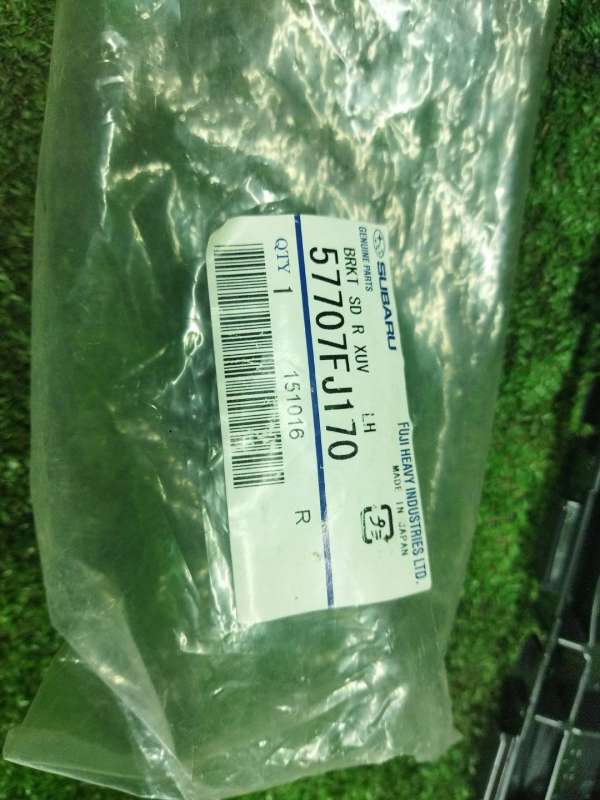 SUBARU
GENUINE PARTS
FUJI HEAVY INDUSTRIES LTD.
MADE IN JAPAN
BRKT SD R XUV LH
57707FJ170
QTY 1
151016
R